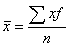 x̄ = ∑xf / n